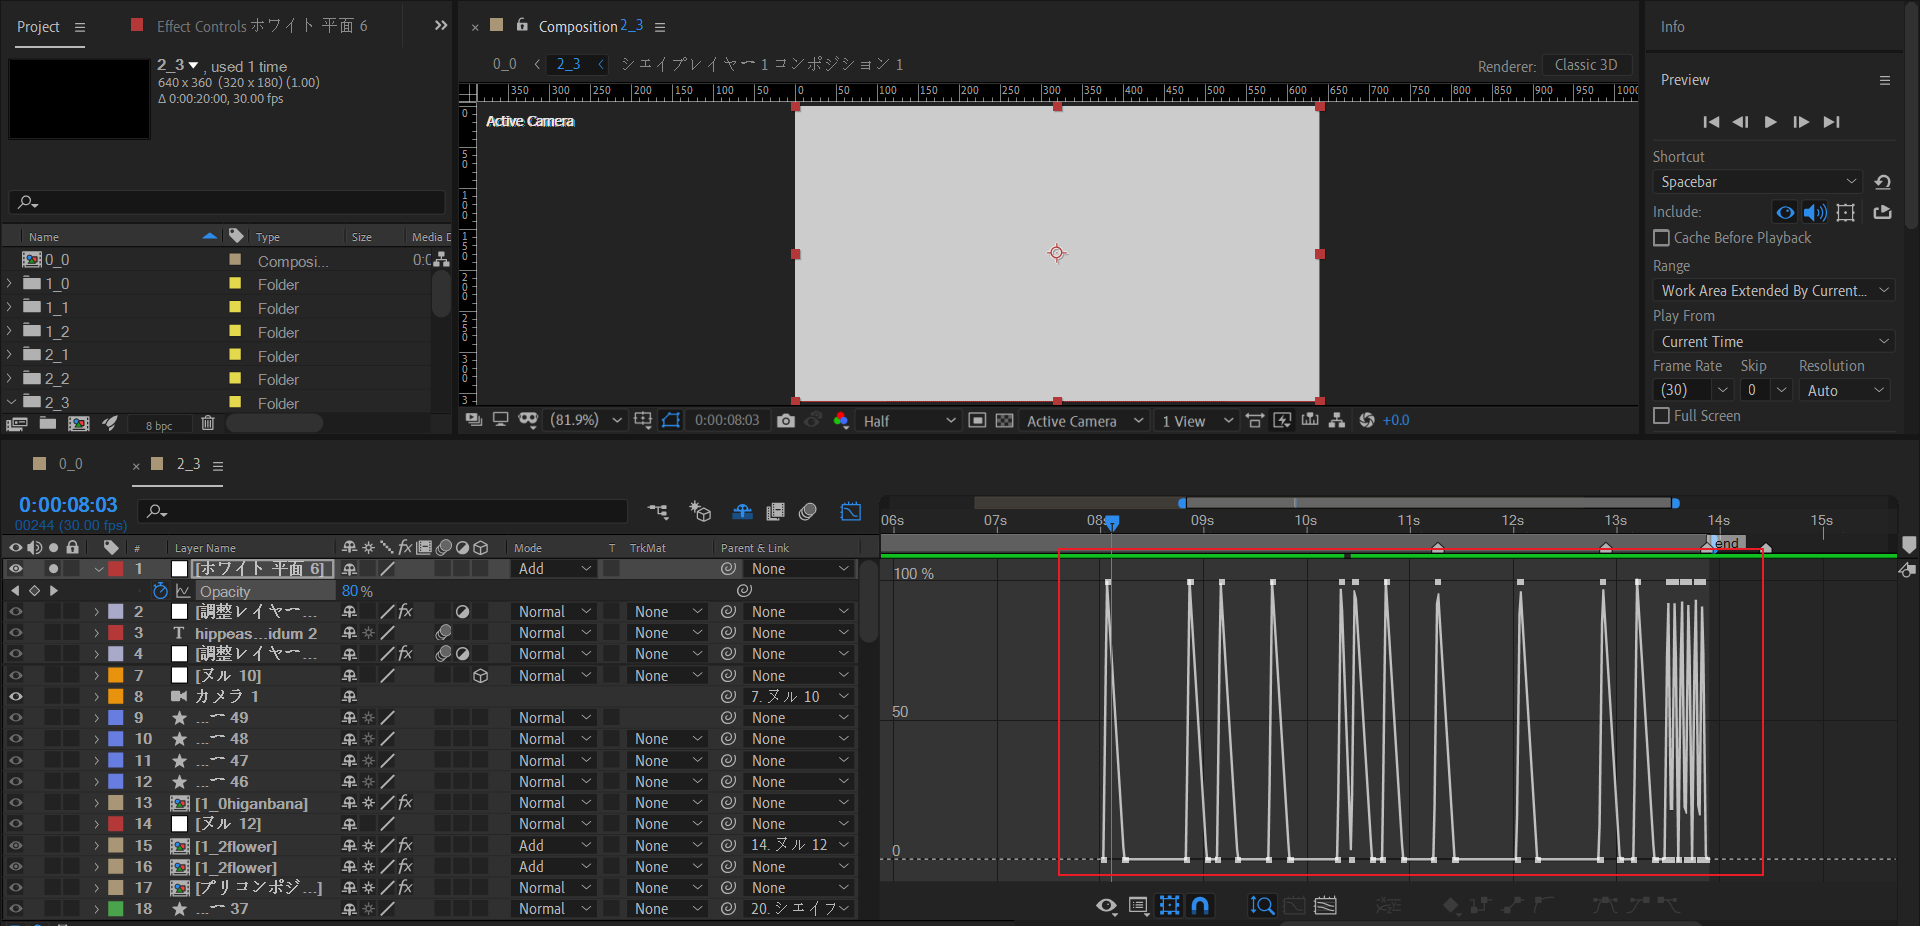 Project
Effect Controls ホワイト 平面 6
2_3 , used 1 time
640 x 360 (320 x 180) (1.00)
Δ 0:00:20:00, 30.00 fps
Name Type Size Media D
0_0 Composi... 0:0
1_0 Folder
1_1 Folder
1_2 Folder
2_1 Folder
2_2 Folder
2_3 Folder
8 bpc
Composition 2_3
0_0 2_3 シェイプレイヤー 1 コンポジション 1
Renderer: Classic 3D
350 300 250 200 150 100 50 0 50 100 150 200 250 300 350 400 450 500 550 600 650 700 750 800 850 900 950 1000
0 50 100 150 200 250 300 3
Active Camera
(81.9%) 0:00:08:03 Half Active Camera 1 View +0.0
Info
Preview
Shortcut
Spacebar
Include:
Cache Before Playback
Range
Work Area Extended By Current...
Play From
Current Time
Frame Rate Skip Resolution
(30) 0 Auto
Full Screen
0_0 2_3
0:00:08:03
00244 (30.00 fps)
# Layer Name fx Mode T TrkMat Parent & Link
1 [ホワイト 平面 6] Add None
Opacity 80%
2 [調整レイヤー ... fx Normal None None
3 T hippeas...idum 2 Normal None None
4 [調整レイヤー ... fx Normal None None
7 [ヌル 10] Normal None None
8 カメラ 1 7. ヌル 10
9 ...ー 49 Normal None
10 ...ー 48 Normal None None
11 ...ー 47 Normal None None
12 ...ー 46 Normal None None
13 [1_0higanbana] fx Normal None None
14 [ヌル 12] Normal None None
15 [1_2flower] fx Add None 14. ヌル 12
16 [1_2flower] fx Add None None
17 [プリコンポジ ...] fx Normal None None
18 ...ー 37 Normal None 20. シェイプ
06s 07s 08s 09s 10s 11s 12s 13s 14s 15s
end
100 %
50
0